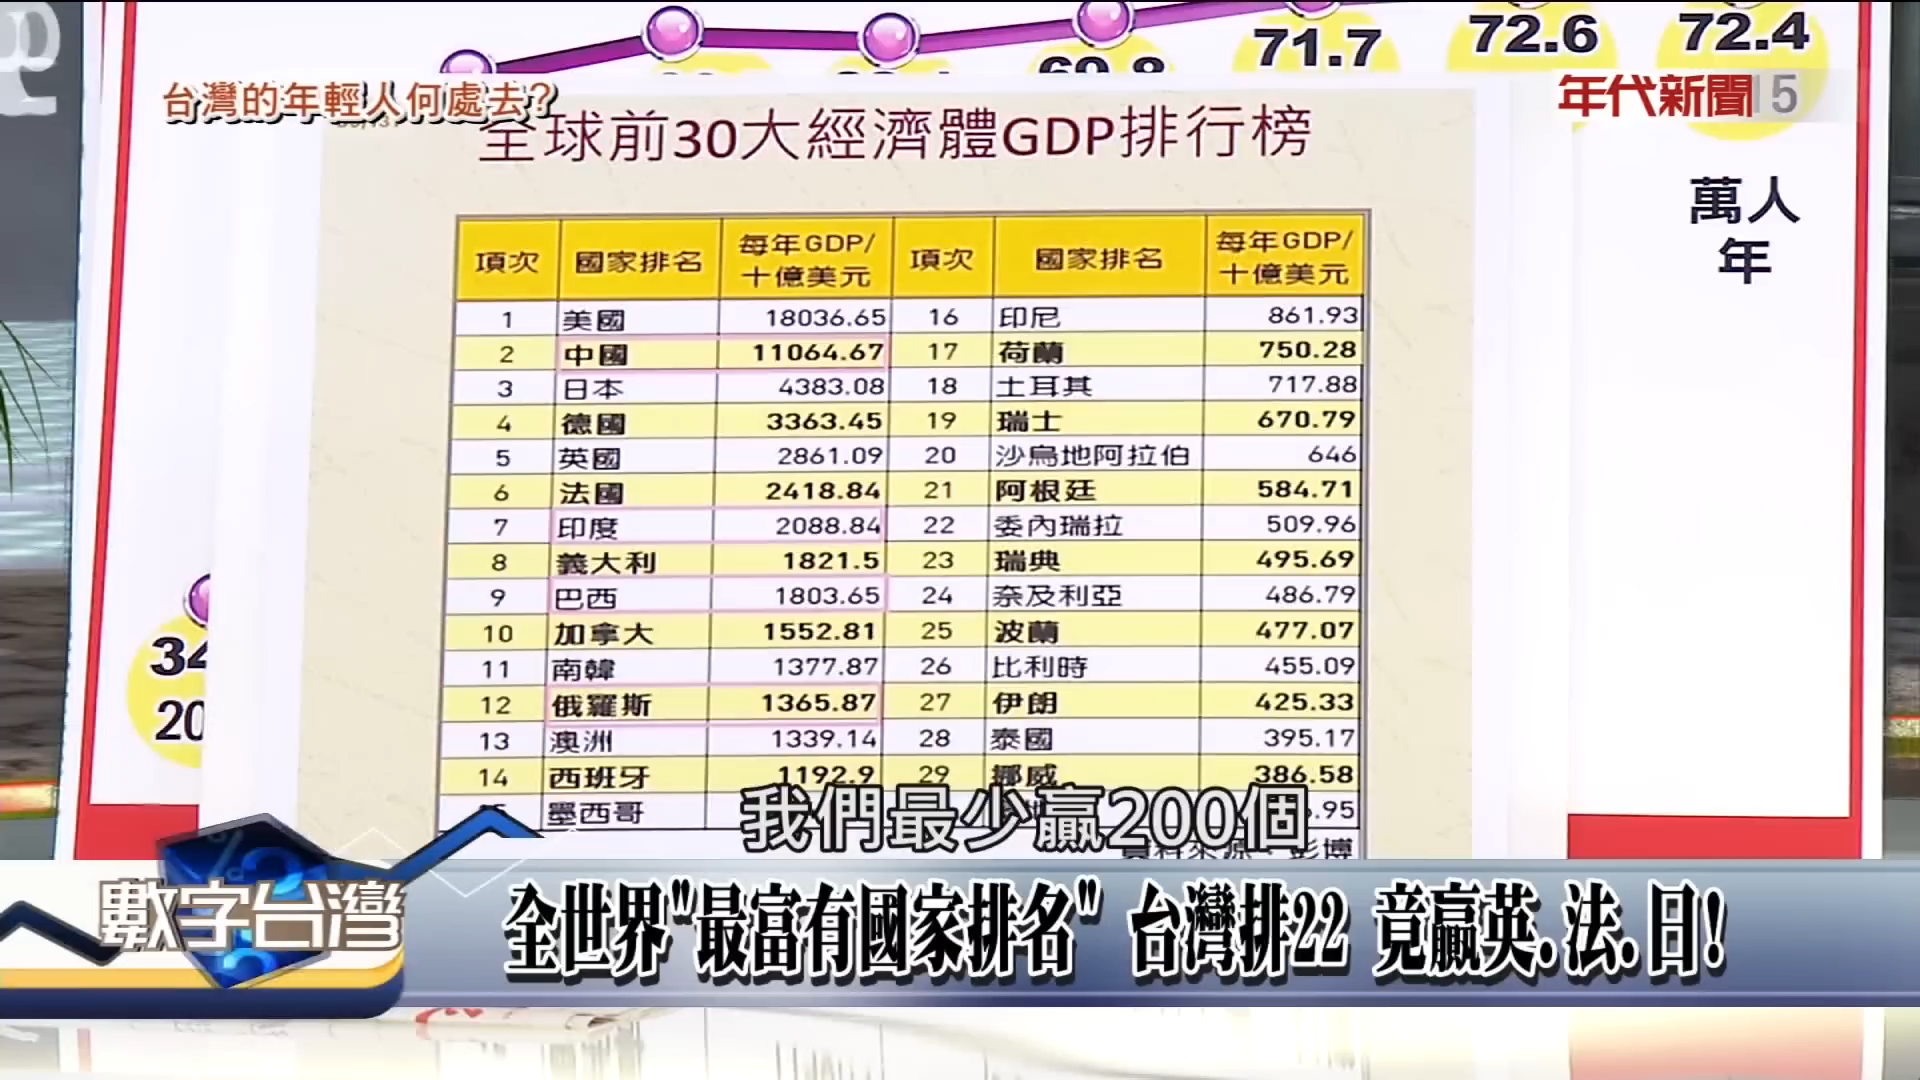 71.7
72.6
72.4
69.8
台灣的年輕人何處去?
年代新聞 5
全球前30大經濟體GDP排行榜
萬人
年
項次 國家排名 每年GDP/十億美元 項次 國家排名 每年GDP/十億美元
1 美國 18036.65 16 印尼 861.93
2 中國 11064.67 17 荷蘭 750.28
3 日本 4383.08 18 土耳其 717.88
4 德國 3363.45 19 瑞士 670.79
5 英國 2861.09 20 沙烏地阿拉伯 646
6 法國 2418.84 21 阿根廷 584.71
7 印度 2088.84 22 委內瑞拉 509.96
8 義大利 1821.5 23 瑞典 495.69
9 巴西 1803.65 24 奈及利亞 486.79
10 加拿大 1552.81 25 波蘭 477.07
11 南韓 1377.87 26 比利時 455.09
12 俄羅斯 1365.87 27 伊朗 425.33
13 澳洲 1339.14 28 泰國 395.17
14 西班牙 1192.9 29 挪威 386.58
墨西哥 .95
34
20
我們最少贏200個
數字台灣
全世界"最富有國家排名" 台灣排22 竟贏英.法.日!